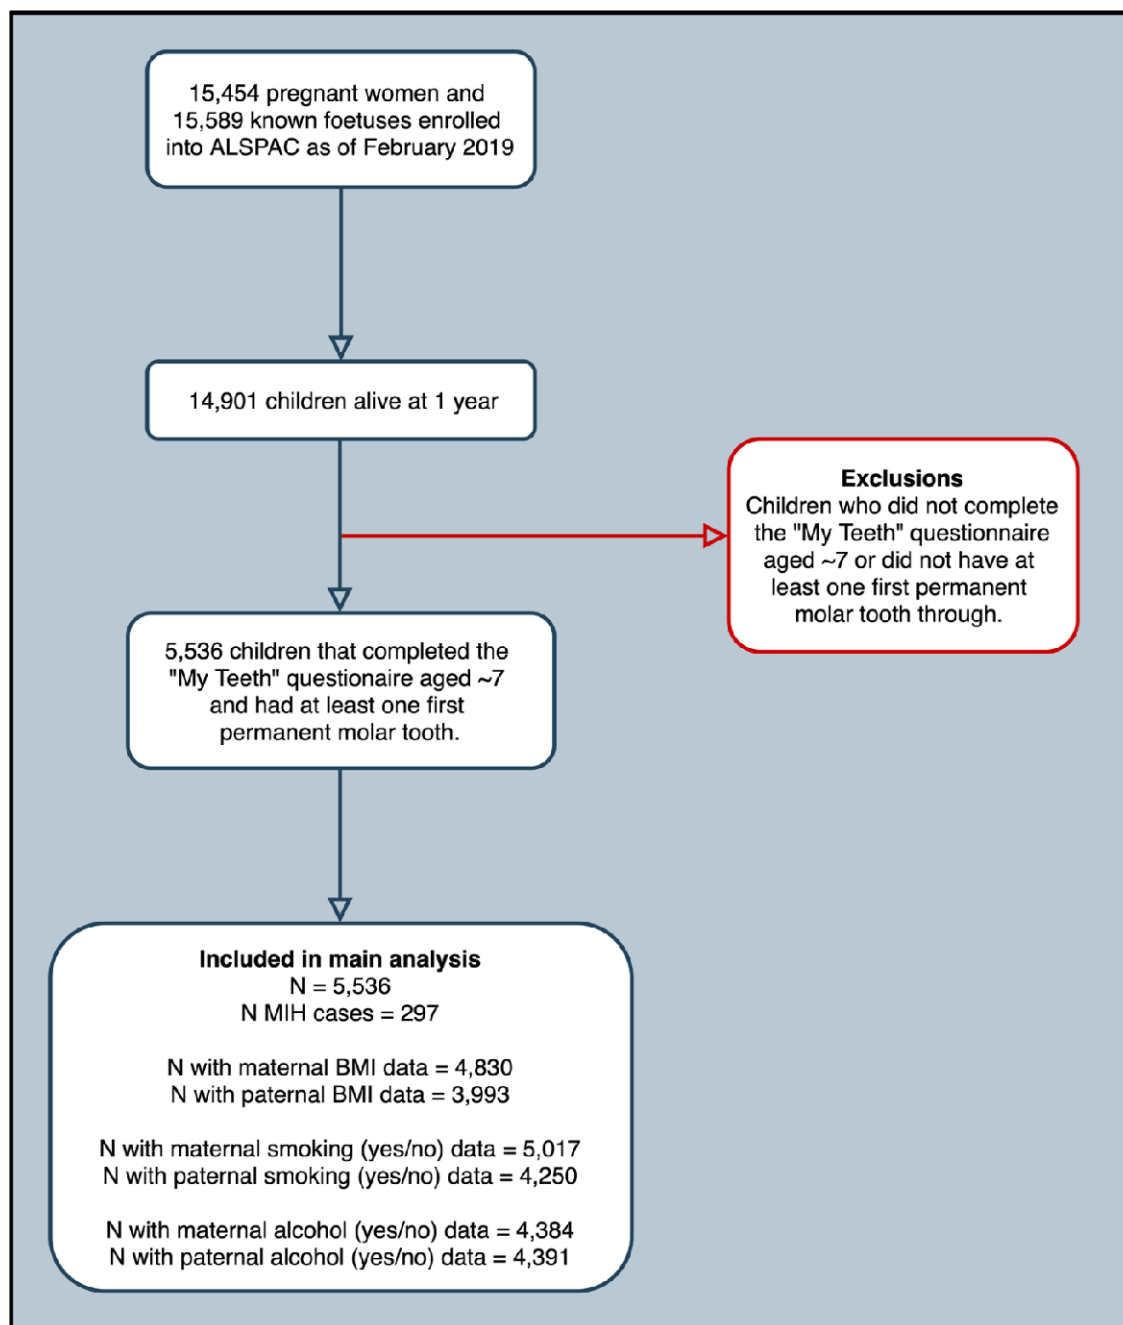 15,454 pregnant women and
15,589 known foetuses enrolled
into ALSPAC as of February 2019
14,901 children alive at 1 year
Exclusions
Children who did not complete
the "My Teeth" questionnaire
aged ~7 or did not have at
least one first permanent
molar tooth through.
5,536 children that completed the
"My Teeth" questionaire aged ~7
and had at least one first
permanent molar tooth.
Included in main analysis
N = 5,536
N MIH cases = 297
N with maternal BMI data = 4,830
N with paternal BMI data = 3,993
N with maternal smoking (yes/no) data = 5,017
N with paternal smoking (yes/no) data = 4,250
N with maternal alcohol (yes/no) data = 4,384
N with paternal alcohol (yes/no) data = 4,391